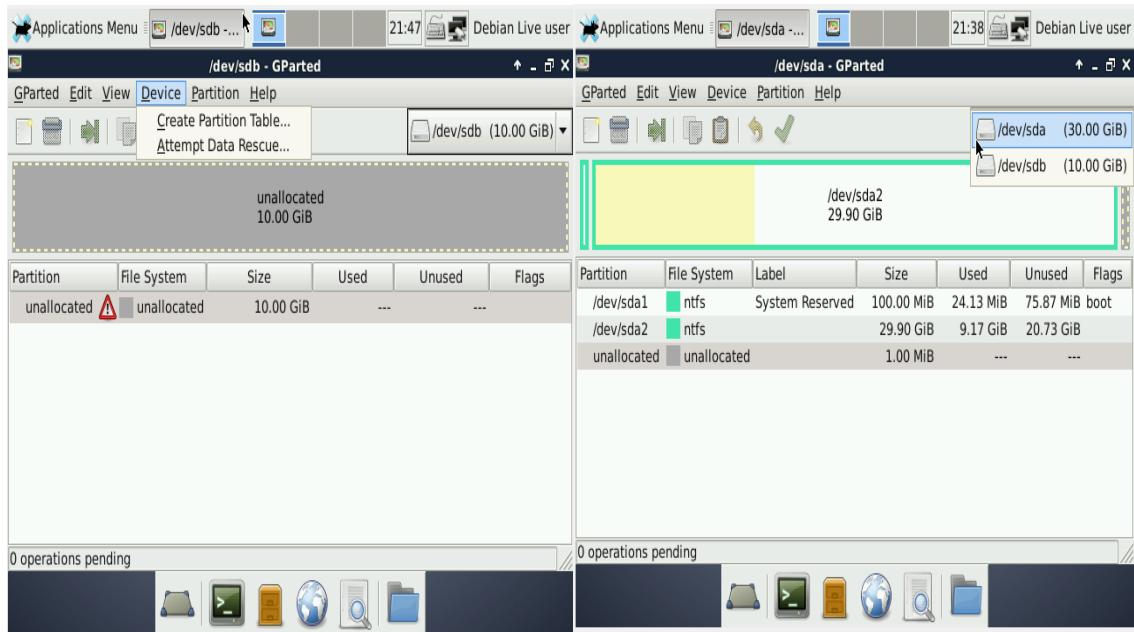 Applications Menu /dev/sdb -... 21:47 Debian Live user
/dev/sdb - GParted
GParted Edit View Device Partition Help
Create Partition Table...
Attempt Data Rescue...
/dev/sdb (10.00 GiB)
unallocated
10.00 GiB
Partition File System Size Used Unused Flags
unallocated unallocated 10.00 GiB --- ---
0 operations pending
Applications Menu /dev/sda -... 21:38 Debian Live user
/dev/sda - GParted
GParted Edit View Device Partition Help
/dev/sda (30.00 GiB)
/dev/sdb (10.00 GiB)
/dev/sda2
29.90 GiB
Partition File System Label Size Used Unused Flags
/dev/sda1 ntfs System Reserved 100.00 MiB 24.13 MiB 75.87 MiB boot
/dev/sda2 ntfs 29.90 GiB 9.17 GiB 20.73 GiB
unallocated unallocated 1.00 MiB --- ---
0 operations pending